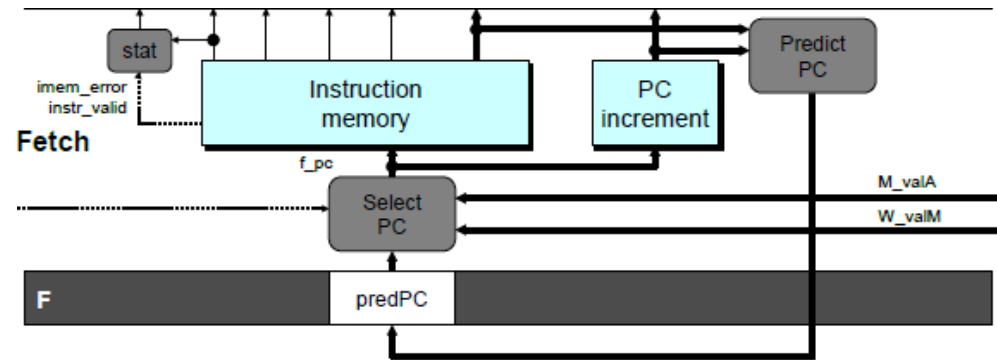 stat
Predict
PC
imem_error
instr_valid
Instruction
memory
PC
increment
Fetch
f_pc
Select
PC
M_valA
W_valM
F
predPC